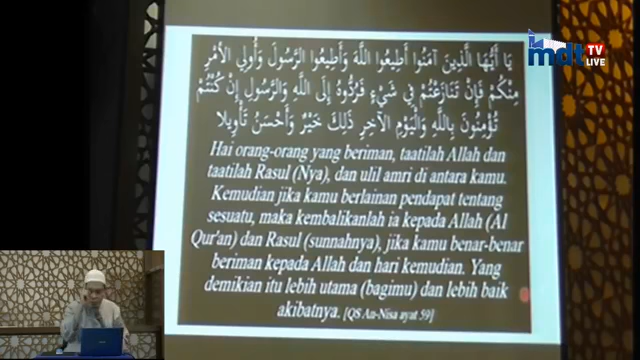 mdt TV
LIVE
يَا أَيُّهَا الَّذِينَ آمَنُوا أَطِيعُوا اللَّهَ وَأَطِيعُوا الرَّسُولَ وَأُولِي الْأَمْرِ
مِنْكُمْ فَإِنْ تَنَازَعْتُمْ فِي شَيْءٍ فَرُدُّوهُ إِلَى اللَّهِ وَالرَّسُولِ إِنْ كُنْتُمْ
تُؤْمِنُونَ بِاللَّهِ وَالْيَوْمِ الْآخِرِ ذَلِكَ خَيْرٌ وَأَحْسَنُ تَأْوِيلًا
Hai orang-orang yang beriman, taatilah Allah dan
taatilah Rasul (Nya), dan ulil amri di antara kamu.
Kemudian jika kamu berlainan pendapat tentang
sesuatu, maka kembalikanlah ia kepada Allah (Al
Qur'an) dan Rasul (sunnahnya), jika kamu benar-benar
beriman kepada Allah dan hari kemudian. Yang
demikian itu lebih utama (bagimu) dan lebih baik
akibatnya. [QS An-Nisa ayat 59]